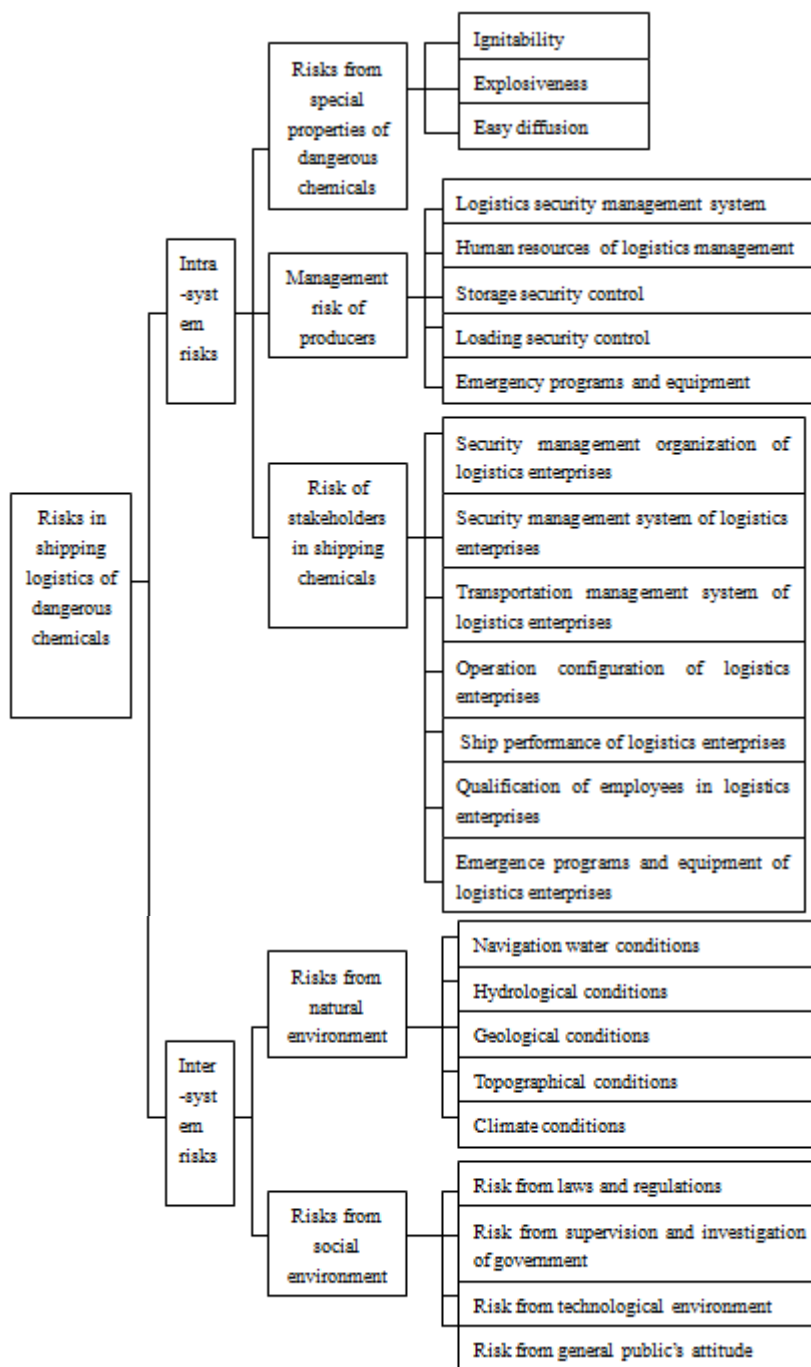 Risks in
shipping
logistics of
dangerous
chemicals
Intra
-syst
em
risks
Risks from
special
properties of
dangerous
chemicals
Ignitability
Explosiveness
Easy diffusion
Management
risk of
producers
Logistics security management system
Human resources of logistics management
Storage security control
Loading security control
Emergency programs and equipment
Risk of
stakeholders
in shipping
chemicals
Security management organization of
logistics enterprises
Security management system of logistics
enterprises
Transportation management system of
logistics enterprises
Operation configuration of logistics
enterprises
Ship performance of logistics enterprises
Qualification of employees in logistics
enterprises
Emergence programs and equipment of
logistics enterprises
Inter
-syst
em
risks
Risks from
natural
environment
Navigation water conditions
Hydrological conditions
Geological conditions
Topographical conditions
Climate conditions
Risks from
social
environment
Risk from laws and regulations
Risk from supervision and investigation
of government
Risk from technological environment
Risk from general public's attitude